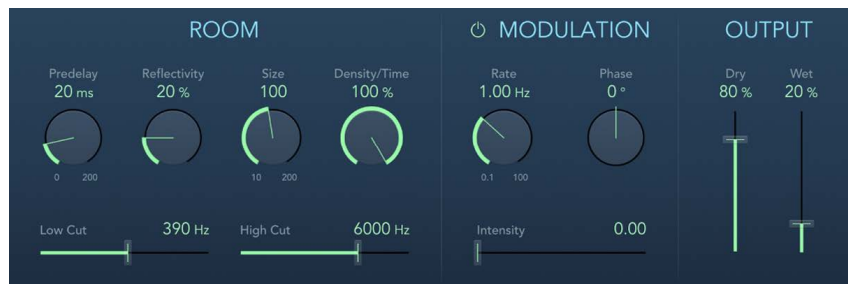 ROOM
MODULATION
OUTPUT
Predelay
20 ms
Reflectivity
20 %
Size
100
Density/Time
100 %
Rate
1.00 Hz
Phase
0 °
Dry
80 %
Wet
20 %
0 200
10 200
0.1 100
Low Cut 390 Hz
High Cut 6000 Hz
Intensity 0.00